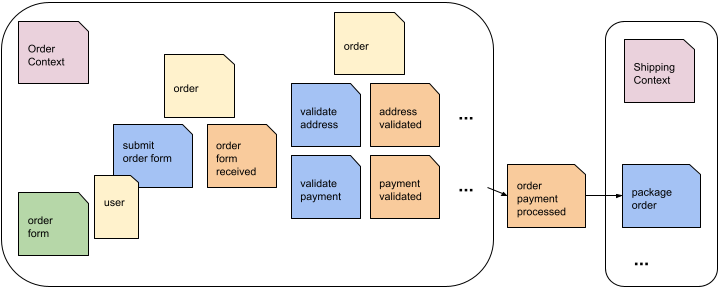 Order
Context
order
form
user
submit
order form
order
order
form
received
order
validate
address
address
validated
...
validate
payment
payment
validated
...
order
payment
processed
Shipping
Context
package
order
...